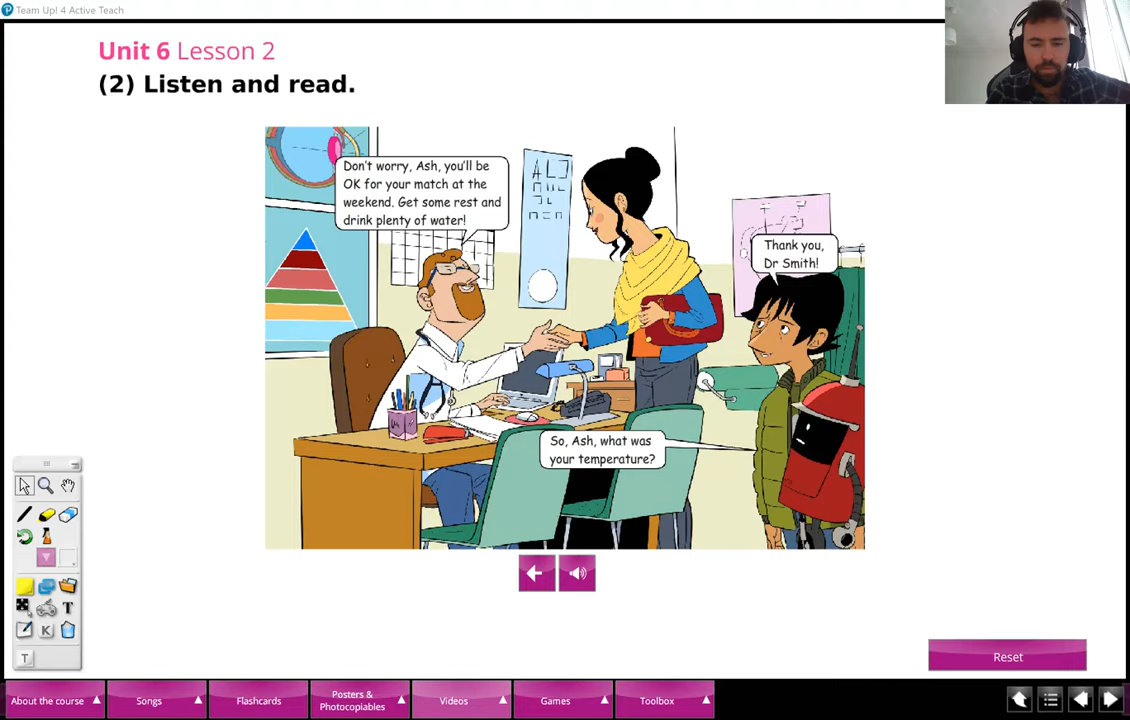 Team Up! 4 Active Teach
Unit 6 Lesson 2
(2) Listen and read.
Don't worry, Ash, you'll be
OK for your match at the
weekend. Get some rest and
drink plenty of water!
Thank you,
Dr Smith!
So, Ash, what was
your temperature?
Reset
T
K
T
About the course
Songs
Flashcards
Posters &
Photocopiables
Videos
Games
Toolbox